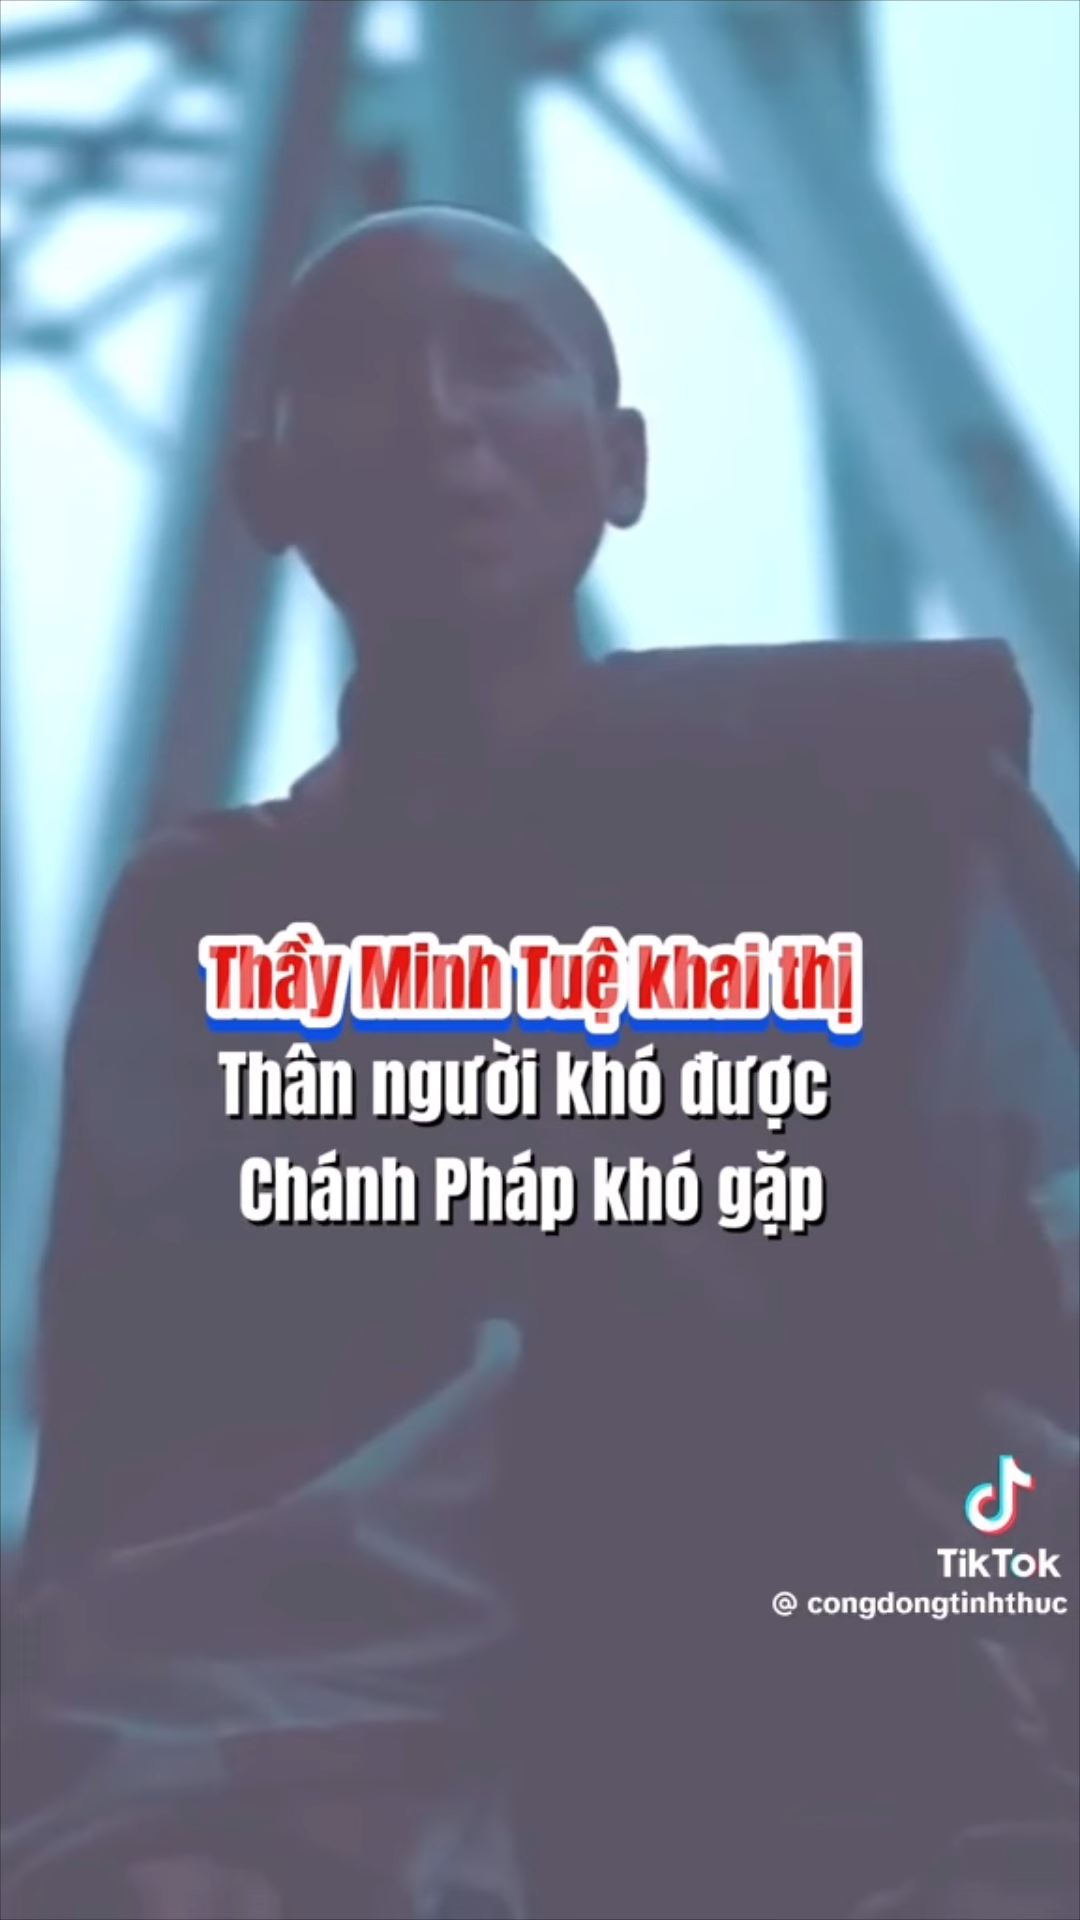 Thầy Minh Tuệ khai thị
Thân người khó được
Chánh Pháp khó gặp
TikTok
@ congdongtinhthuc